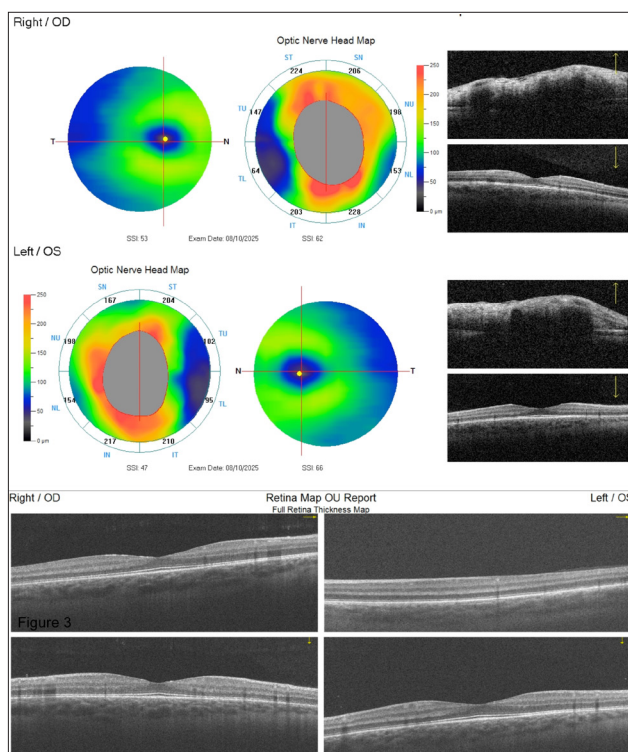 Right / OD
Optic Nerve Head Map
ST
SN
224
206
250
200
150
100
50
0 µm
TU
147
198
NU
T
N
TL
64
153
NL
203
228
IT
IN
SSI: 53
Exam Date: 08/10/2025
SSI: 62
Left / OS
Optic Nerve Head Map
SN
ST
167
204
250
200
150
100
50
0 µm
NU
198
102
TU
N
T
NL
154
95
TL
217
210
IN
IT
SSI: 47
Exam Date: 08/10/2025
SSI: 66
Right / OD
Retina Map OU Report
Left / OS
Full Retina Thickness Map
Figure 3